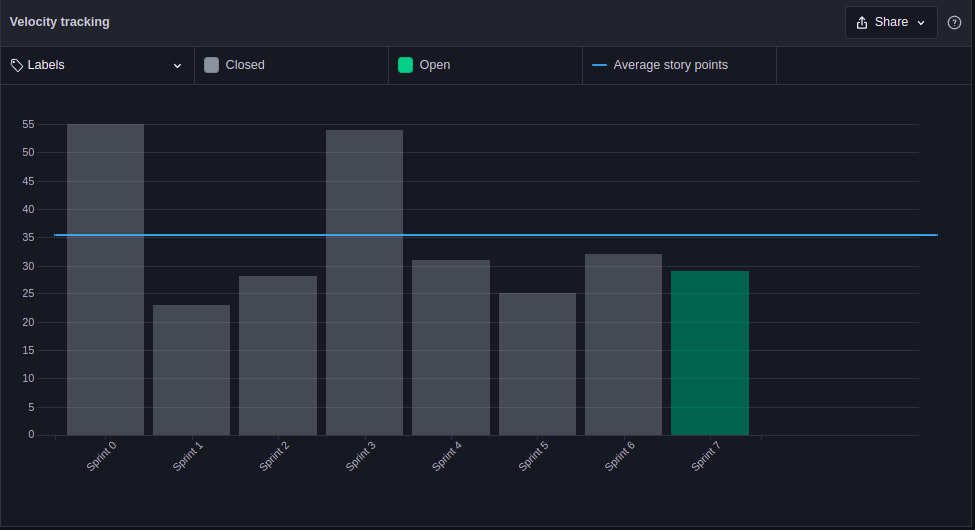 Velocity tracking
Share
Labels
Closed
Open
Average story points
55
50
45
40
35
30
25
20
15
10
5
0
Sprint 0
Sprint 1
Sprint 2
Sprint 3
Sprint 4
Sprint 5
Sprint 6
Sprint 7